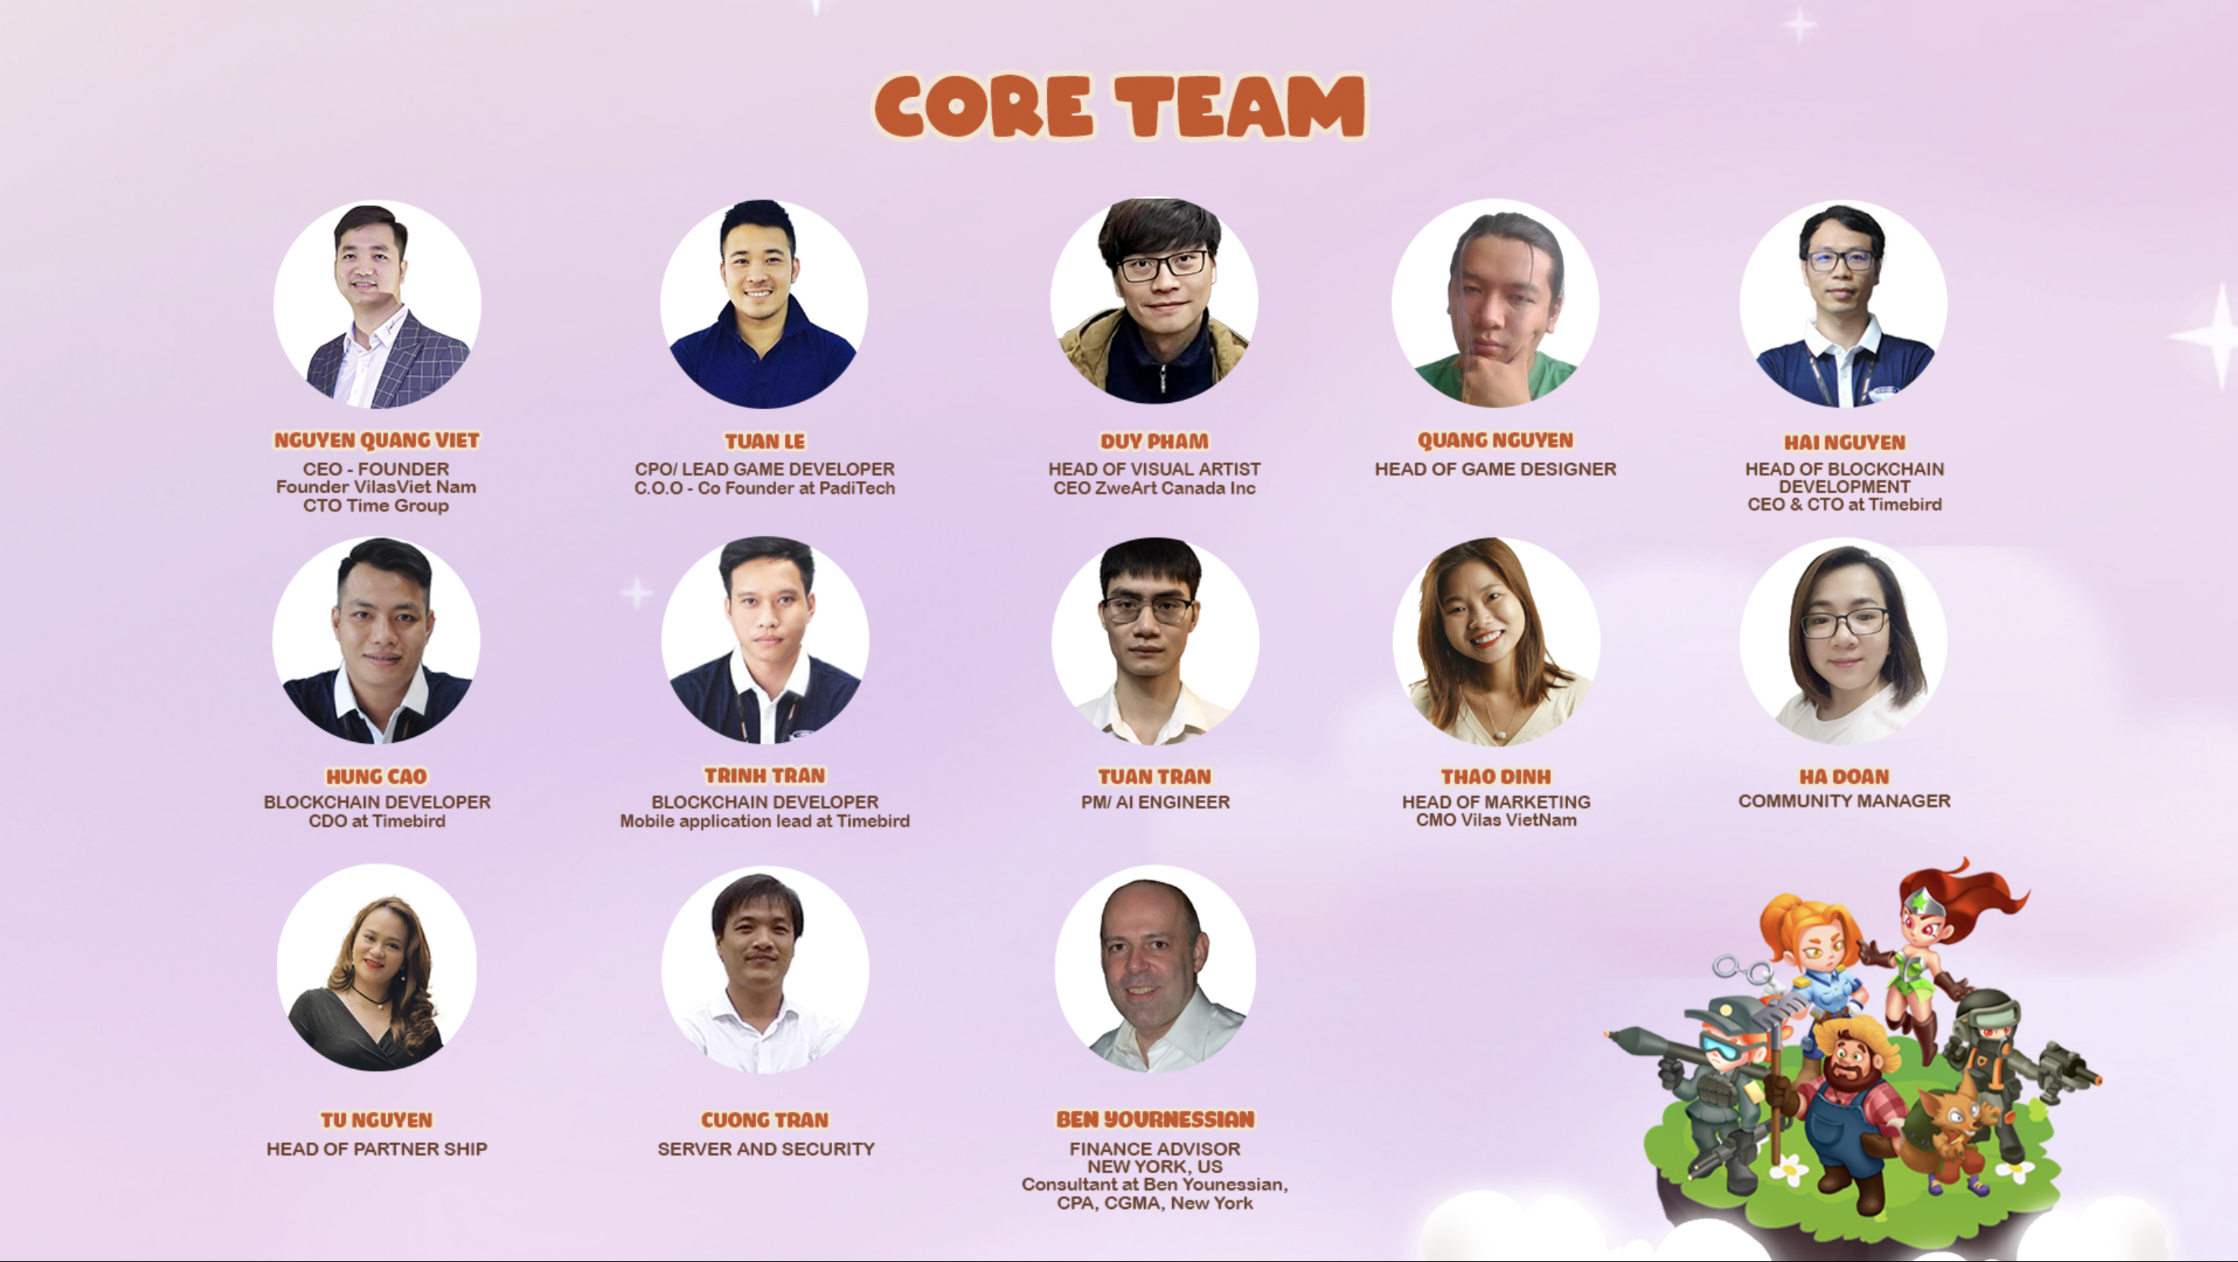 CORE TEAM
NGUYEN QUANG VIET
CEO - FOUNDER
Founder VilasViet Nam
CTO Time Group
TUAN LE
CPO/ LEAD GAME DEVELOPER
C.O.O - Co Founder at PadiTech
DUY PHAM
HEAD OF VISUAL ARTIST
CEO ZweArt Canada Inc
QUANG NGUYEN
HEAD OF GAME DESIGNER
HAI NGUYEN
HEAD OF BLOCKCHAIN
DEVELOPMENT
CEO & CTO at Timebird
HUNG CAO
BLOCKCHAIN DEVELOPER
CDO at Timebird
TRINH TRAN
BLOCKCHAIN DEVELOPER
Mobile application lead at Timebird
TUAN TRAN
PM/ AI ENGINEER
THAO DINH
HEAD OF MARKETING
CMO Vilas VietNam
HA DOAN
COMMUNITY MANAGER
TU NGUYEN
HEAD OF PARTNER SHIP
CUONG TRAN
SERVER AND SECURITY
BEN YOURNESSIAN
FINANCE ADVISOR
NEW YORK, US
Consultant at Ben Younessian,
CPA, CGMA, New York